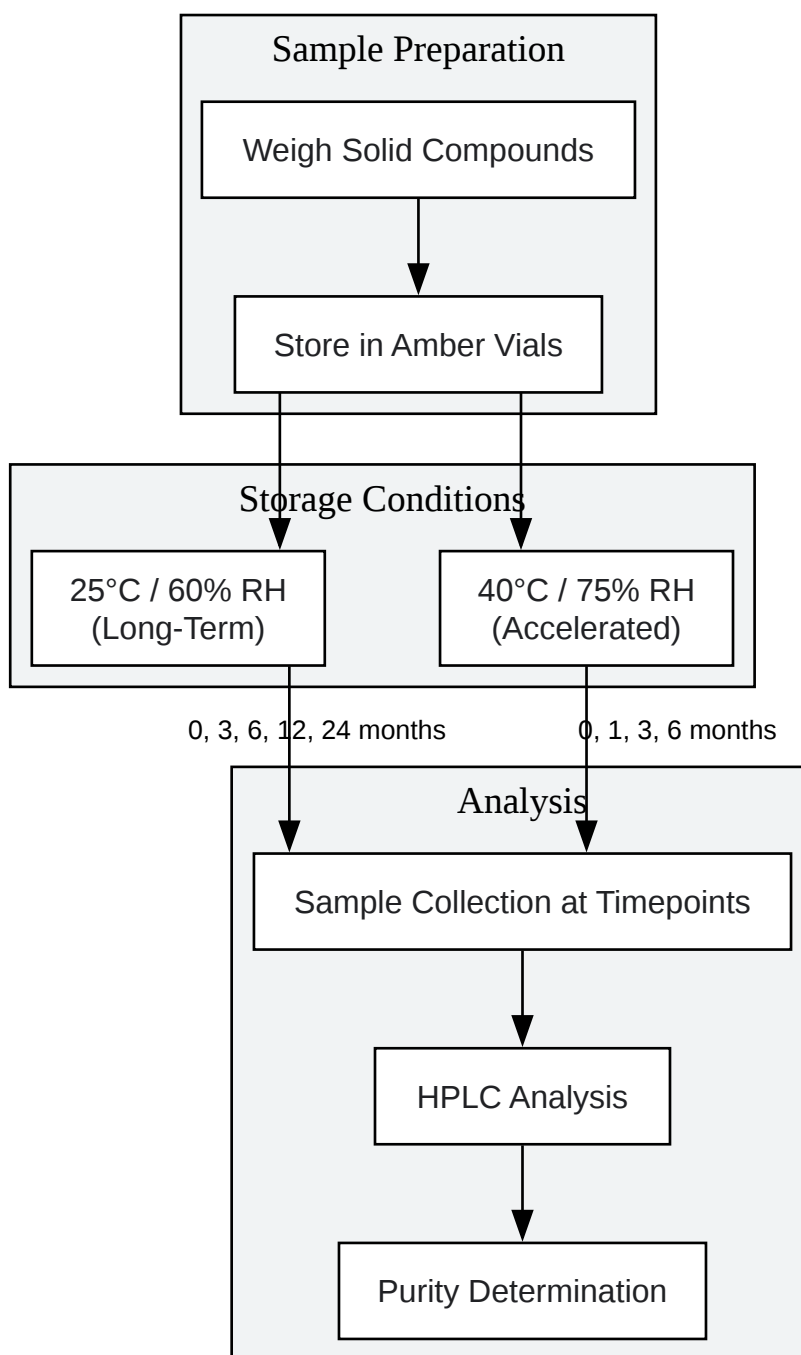 Sample Preparation
Weigh Solid Compounds
Store in Amber Vials
Storage Conditions
25°C / 60% RH
(Long-Term)
40°C / 75% RH
(Accelerated)
0, 3, 6, 12, 24 months
0, 1, 3, 6 months
Analysis
Sample Collection at Timepoints
HPLC Analysis
Purity Determination